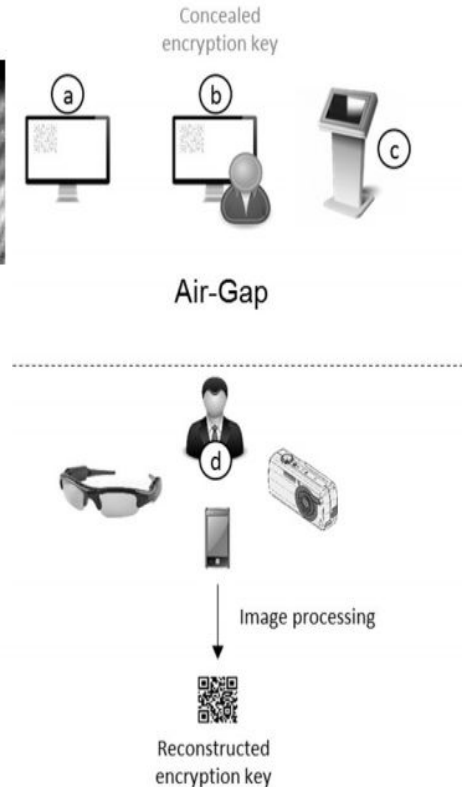 Concealed
encryption key
a
b
c
Air-Gap
d
Image processing
Reconstructed
encryption key